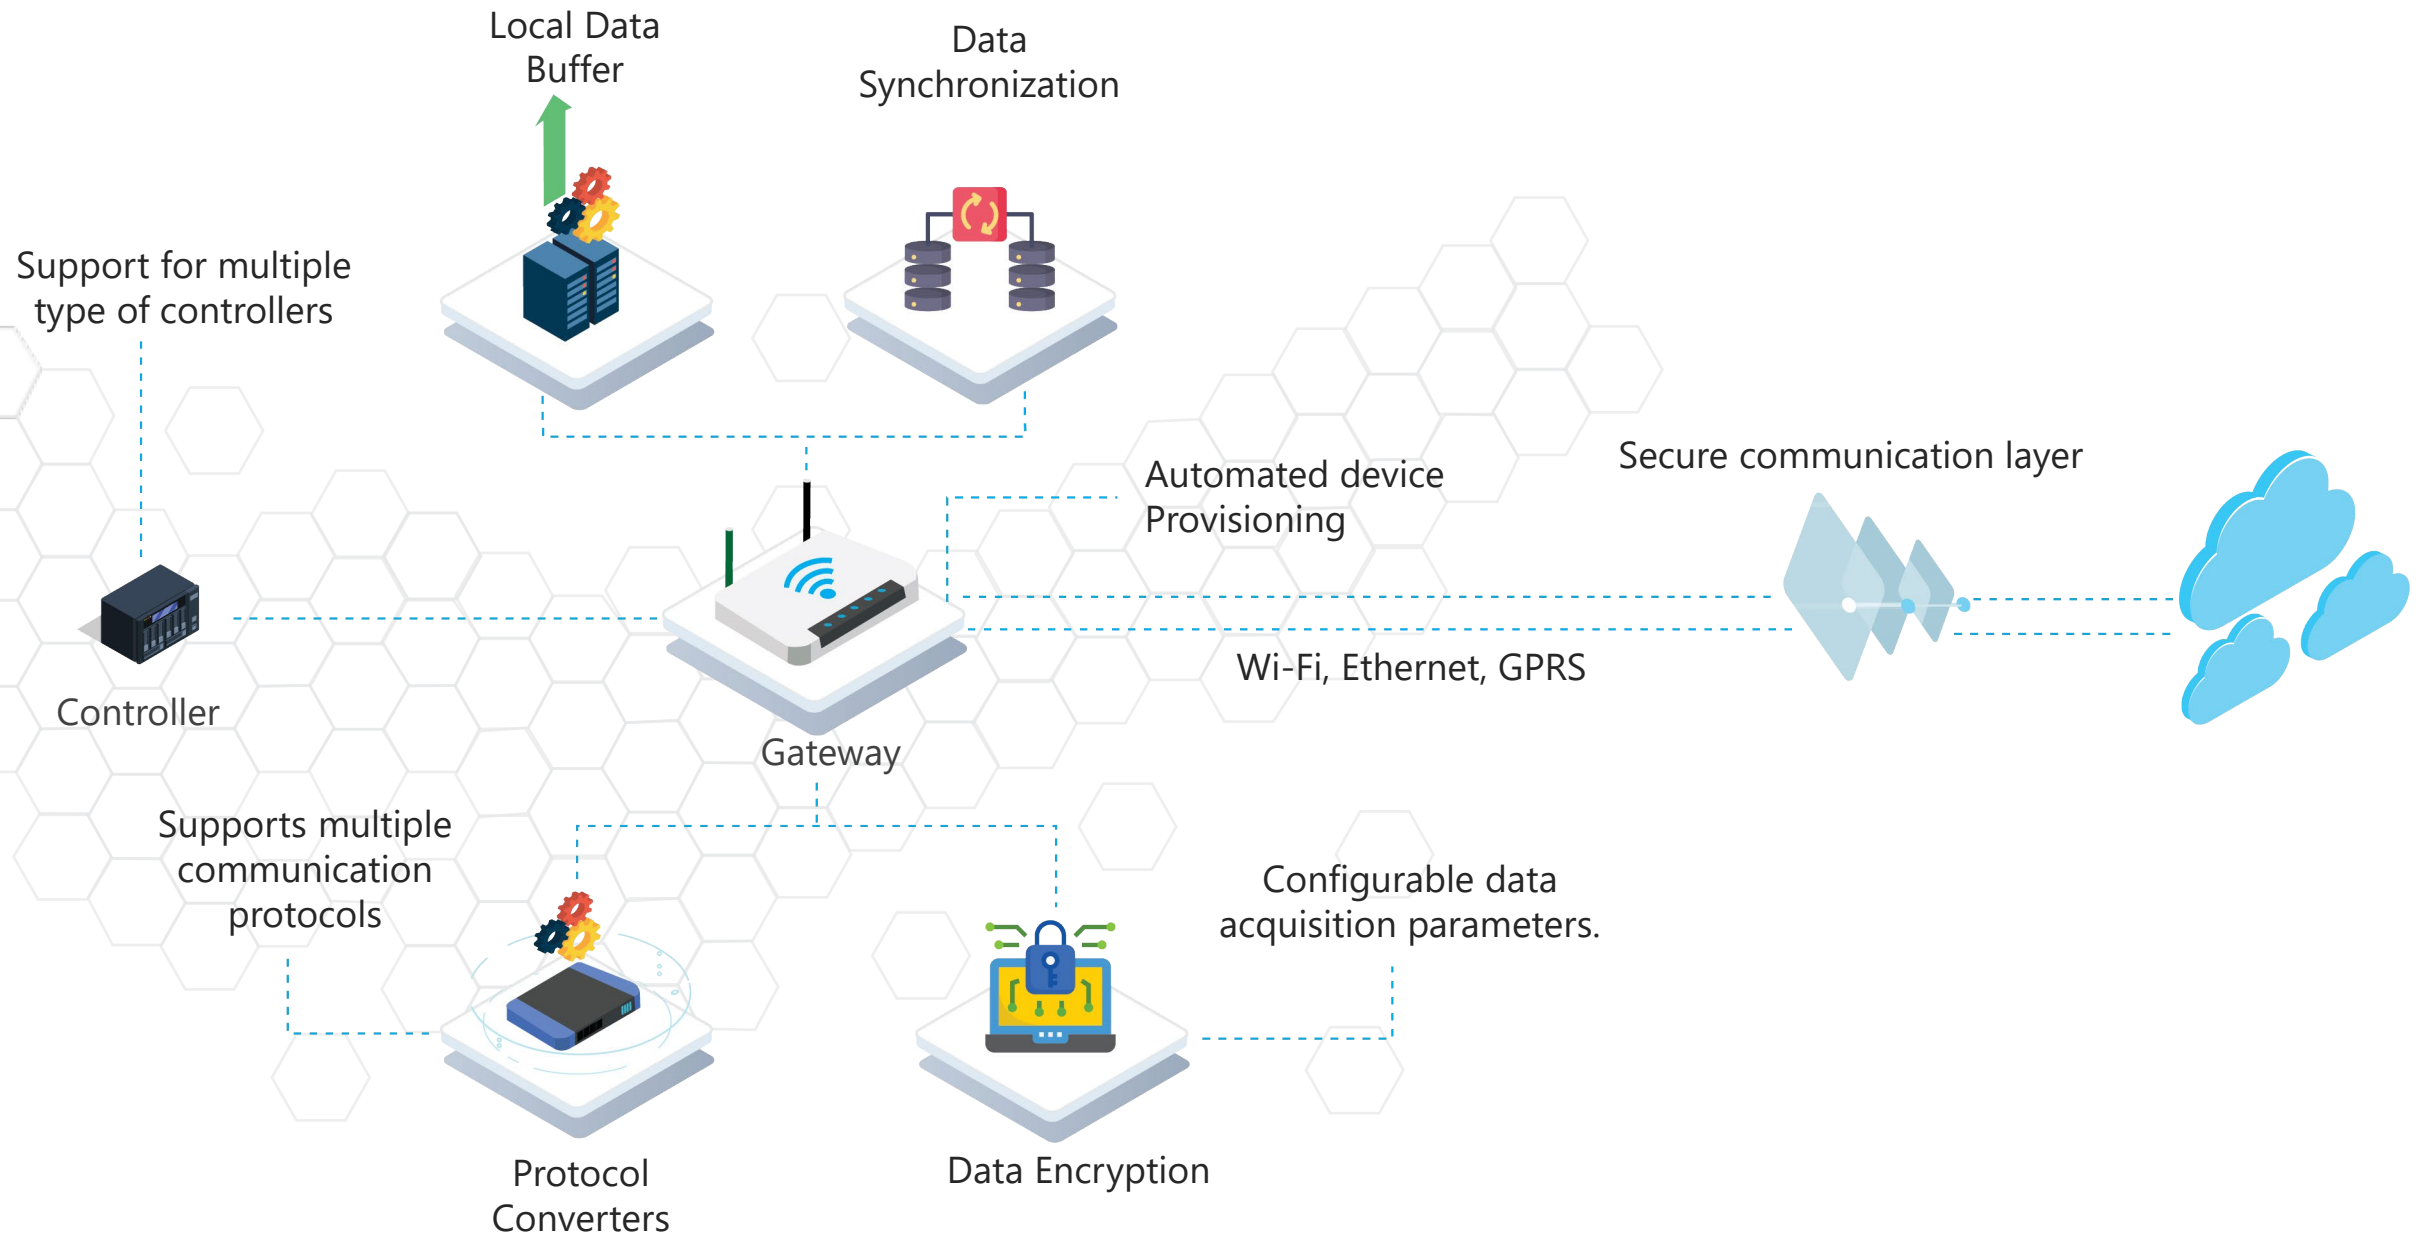 Local Data
Buffer
Data
Synchronization
Support for multiple
type of controllers
Automated device
Provisioning
Secure communication layer
Wi-Fi, Ethernet, GPRS
Controller
Gateway
Supports multiple
communication
protocols
Configurable data
acquisition parameters.
Protocol
Converters
Data Encryption